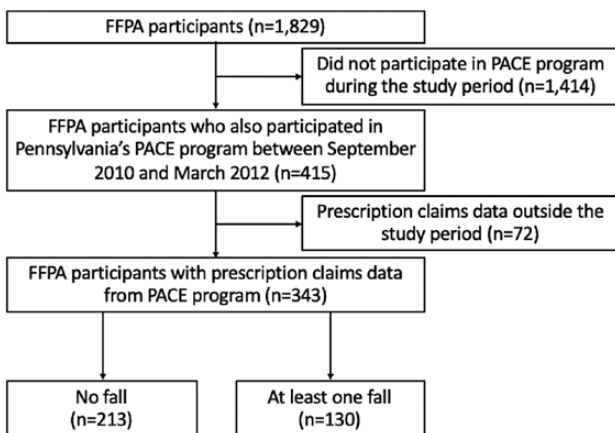 FFPA participants (n=1,829)
Did not participate in PACE program
during the study period (n=1,414)
FFPA participants who also participated in
Pennsylvania's PACE program between September
2010 and March 2012 (n=415)
Prescription claims data outside the
study period (n=72)
FFPA participants with prescription claims data
from PACE program (n=343)
No fall
(n=213)
At least one fall
(n=130)